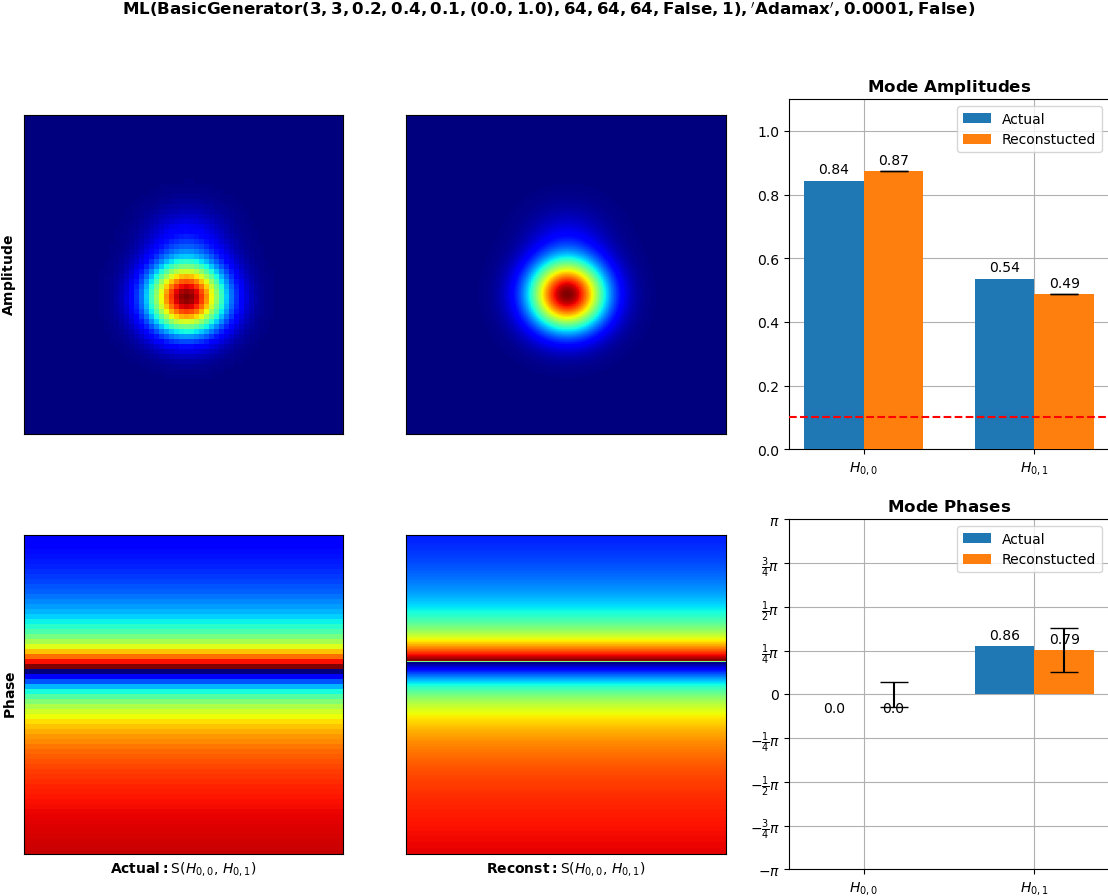 ML(BasicGenerator(3, 3, 0.2, 0.4, 0.1, (0.0, 1.0), 64, 64, 64, False, 1), 'Adamax', 0.0001, False)
Amplitude
Mode Amplitudes
Actual
Reconstucted
1.0
0.8
0.6
0.4
0.2
0.0
0.84
0.87
0.54
0.49
H0,0
H0,1
Phase
Actual: S(H0,0, H0,1)
Reconst: S(H0,0, H0,1)
Mode Phases
Actual
Reconstucted
π
3/4π
1/2π
1/4π
0
−1/4π
−1/2π
−3/4π
−π
0.0
0.0
0.86
0.79
H0,0
H0,1